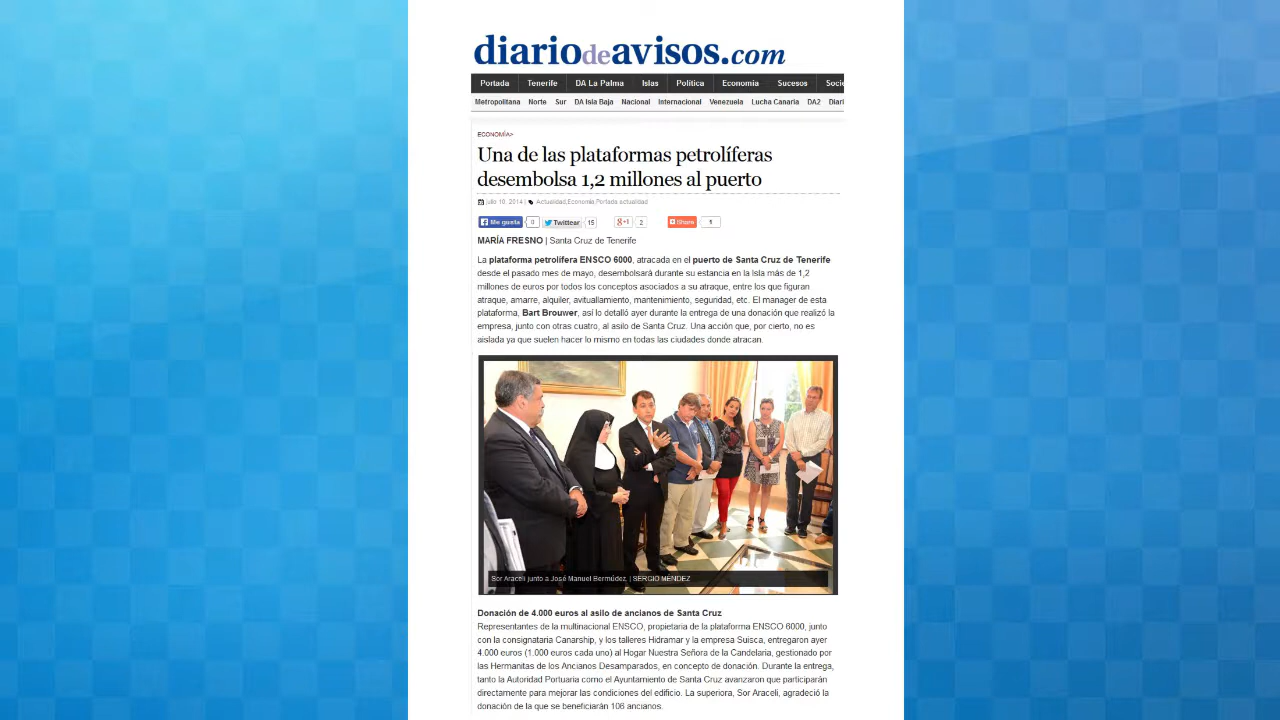 diariodeavisos.com
Portada Tenerife DA La Palma Islas Política Economía Sucesos Socie
Metropolitana Norte Sur DA Isla Baja Nacional Internacional Venezuela Lucha Canaria DA2 Diari
ECONOMÍA>
Una de las plataformas petrolíferas
desembolsa 1,2 millones al puerto
julio 10, 2014 | Actualidad,Economía,Portada actualidad
Me gusta 0 Twittear 15 g+1 2 Share 1
MARÍA FRESNO | Santa Cruz de Tenerife
La plataforma petrolífera ENSCO 6000, atracada en el puerto de Santa Cruz de Tenerife
desde el pasado mes de mayo, desembolsará durante su estancia en la Isla más de 1,2
millones de euros por todos los conceptos asociados a su atraque, entre los que figuran
atraque, amarre, alquiler, avituallamiento, mantenimiento, seguridad, etc. El manager de esta
plataforma, Bart Brouwer, así lo detalló ayer durante la entrega de una donación que realizó la
empresa, junto con otras cuatro, al asilo de Santa Cruz. Una acción que, por cierto, no es
aislada ya que suelen hacer lo mismo en todas las ciudades donde atracan.
Sor Araceli junto a José Manuel Bermúdez. | SERGIO MÉNDEZ
Donación de 4.000 euros al asilo de ancianos de Santa Cruz
Representantes de la multinacional ENSCO, propietaria de la plataforma ENSCO 6000, junto
con la consignataria Canarship, y los talleres Hidramar y la empresa Suisca, entregaron ayer
4.000 euros (1.000 euros cada uno) al Hogar Nuestra Señora de la Candelaria, gestionado por
las Hermanitas de los Ancianos Desamparados, en concepto de donación. Durante la entrega,
tanto la Autoridad Portuaria como el Ayuntamiento de Santa Cruz avanzaron que participarán
directamente para mejorar las condiciones del edificio. La superiora, Sor Araceli, agradeció la
donación de la que se beneficiarán 106 ancianos.